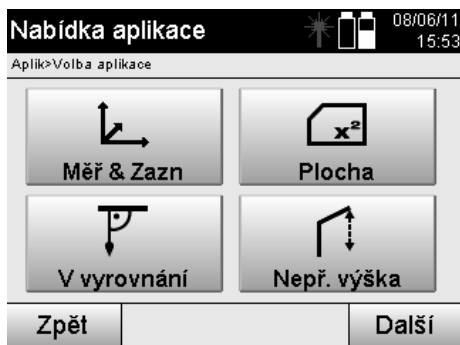 Nabídka aplikace
08/06/11
15:53
Aplik>Volba aplikace
Měř & Zazn
x²
Plocha
V vyrovnání
Nepř. výška
Zpět
Další